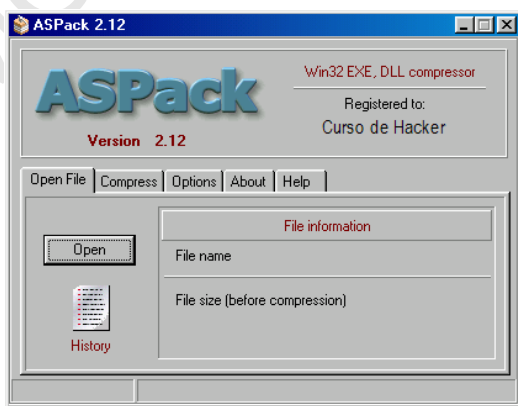 ASPack 2.12
ASPack
Version 2.12
Win32 EXE, DLL compressor
Registered to:
Curso de Hacker
Open File Compress Options About Help
Open
History
File information
File name
File size (before compression)